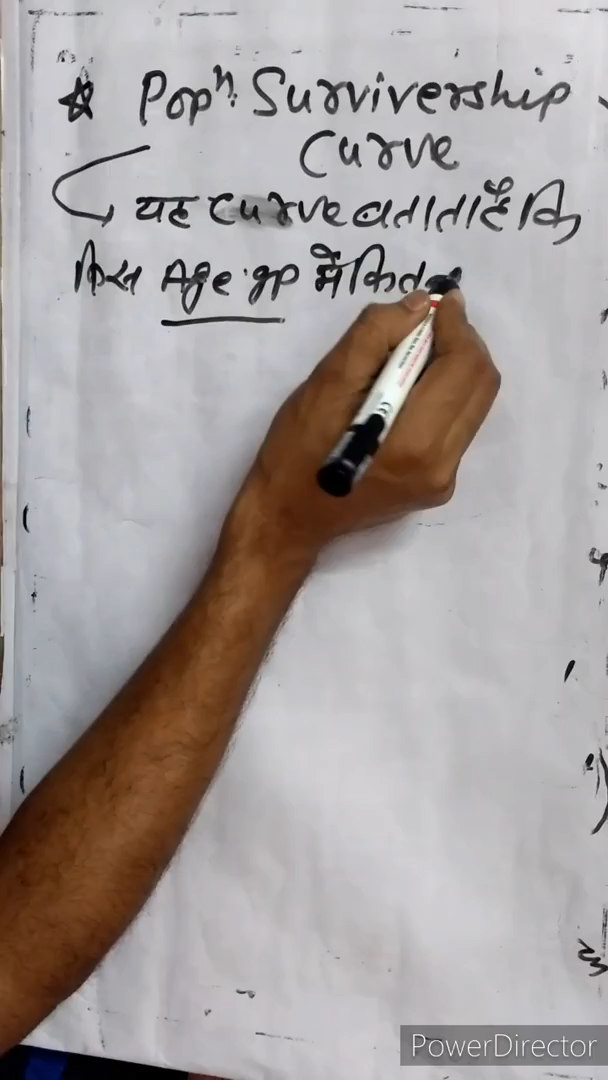 ☆ Popⁿ. Survivership
Curve
यह curve बताता है कि
किस Age gp में कित
PowerDirector